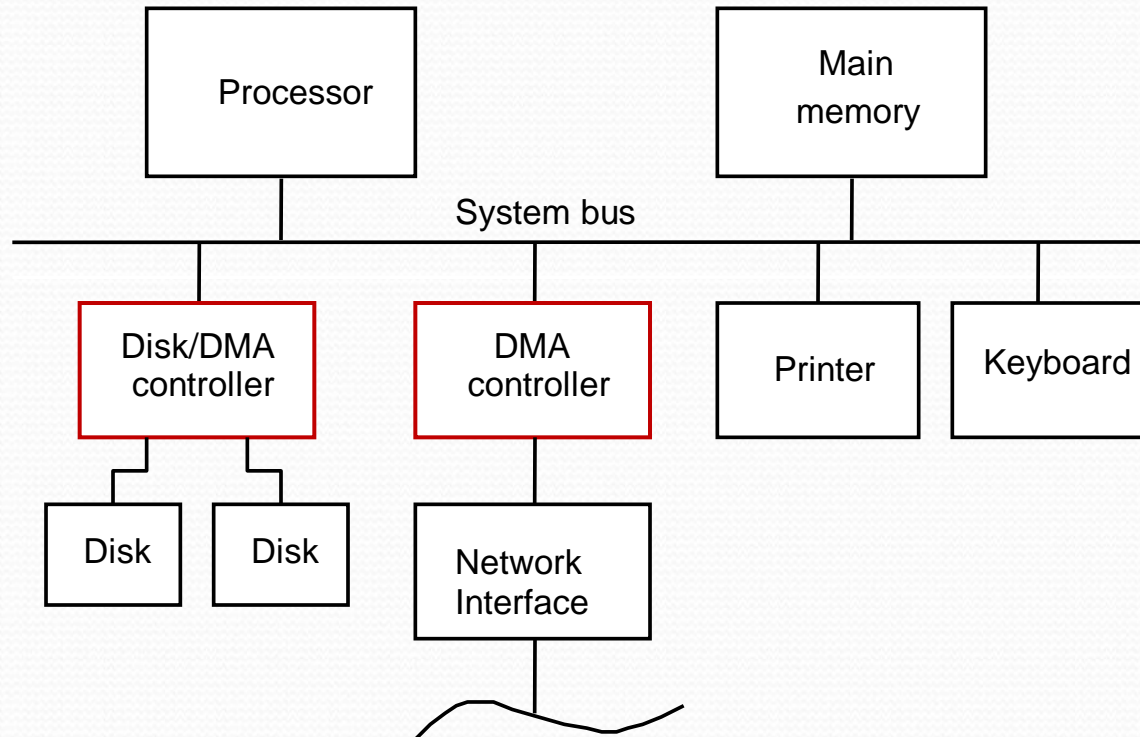 Processor
Main
memory
System bus
Disk/DMA
controller
DMA
controller
Printer
Keyboard
Disk
Disk
Network
Interface